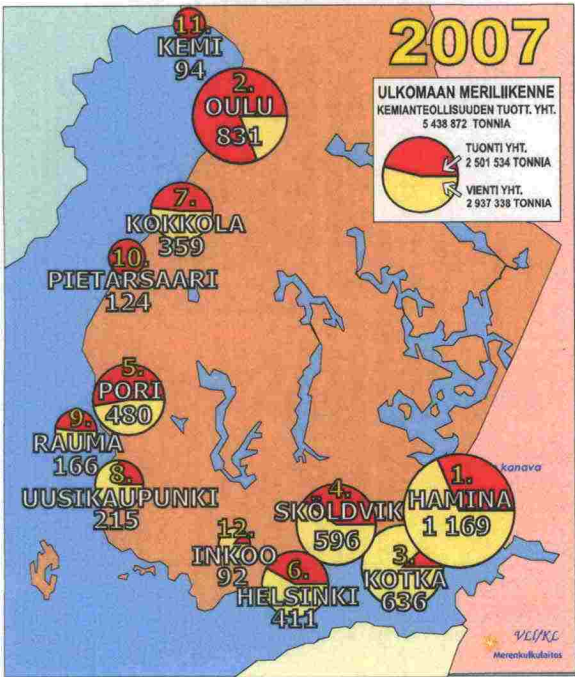 2007
ULKOMAAN MERILIIKENNE
KEMIANTEOLLISUUDEN TUOTT. YHT.
5 438 872 TONNIA
TUONTI YHT.
2 501 534 TONNIA
VIENTI YHT.
2 937 338 TONNIA
11.
KEMI
94
2.
OULU
831
7.
KOKKOLA
359
10.
PIETARSAARI
124
5.
PORI
480
9.
RAUMA
166
8.
UUSIKAUPUNKI
215
12.
INKOO
92
6.
HELSINKI
411
4.
SKÖLDVIK
596
3.
KOTKA
636
1.
HAMINA
1 169
kanava
VLI/KL
Merenkulkulaitos